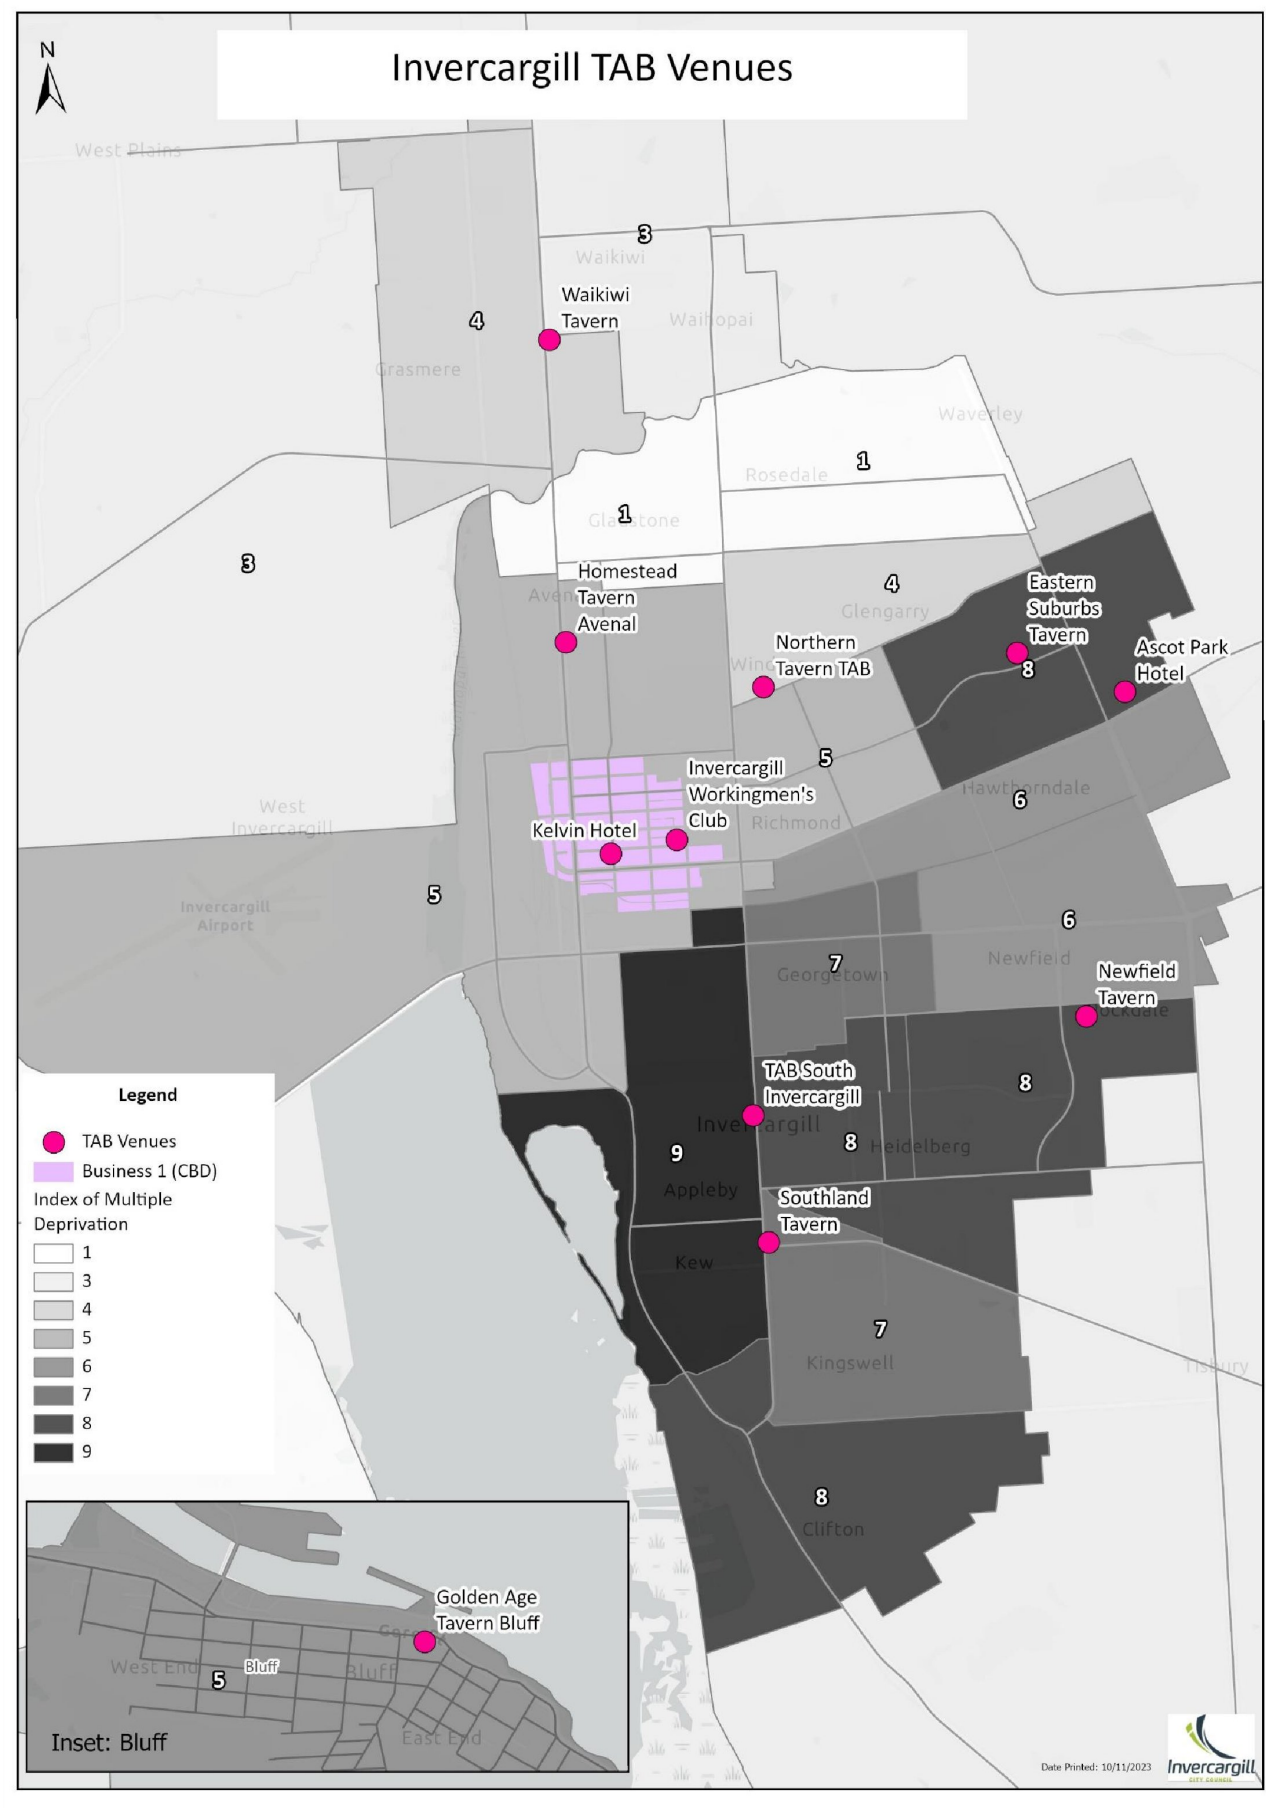 Invercargill TAB Venues
N
West Plains
3
Waikiwi
Waikiwi
Tavern
4
Waihopai
Grasmere
Waverley
1
Rosedale
1
Gladstone
3
Homestead
Tavern
Avenal
4
Glengarry
Eastern
Suburbs
Tavern
8
Northern
Tavern TAB
Ascot Park
Hotel
5
Invercargill
Workingmen's
Club
Kelvin Hotel
Hawthorndale
6
West
Invercargill
Richmond
5
Invercargill
Airport
6
7
Georgetown
Newfield
Newfield
Tavern
TAB South
Invercargill
8
Invercargill
9
8
Heidelberg
Appleby
Southland
Tavern
Kew
7
Kingswell
Tisbury
8
Clifton
Legend
TAB Venues
Business 1 (CBD)
Index of Multiple
Deprivation
1
3
4
5
6
7
8
9
Golden Age
Tavern Bluff
West End
Bluff
Bluff
5
East End
Inset: Bluff
Date Printed: 10/11/2023
Invercargill
CITY COUNCIL